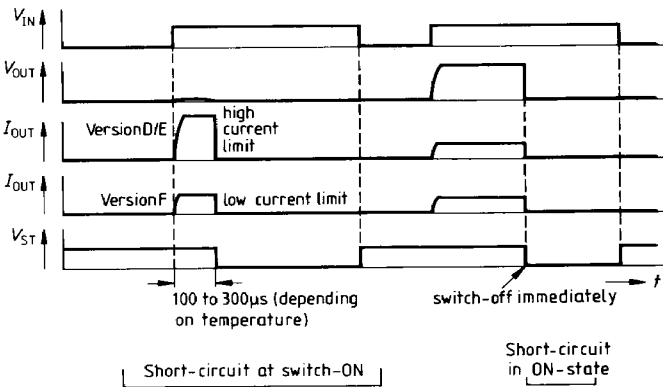 VIN
VOUT
IOUT
VersionD/E
high
current
limit
IOUT
VersionF
low current limit
VST
t
100 to 300µs (depending
on temperature)
switch-off immediately
Short-circuit at switch-ON
Short-circuit
in ON-state